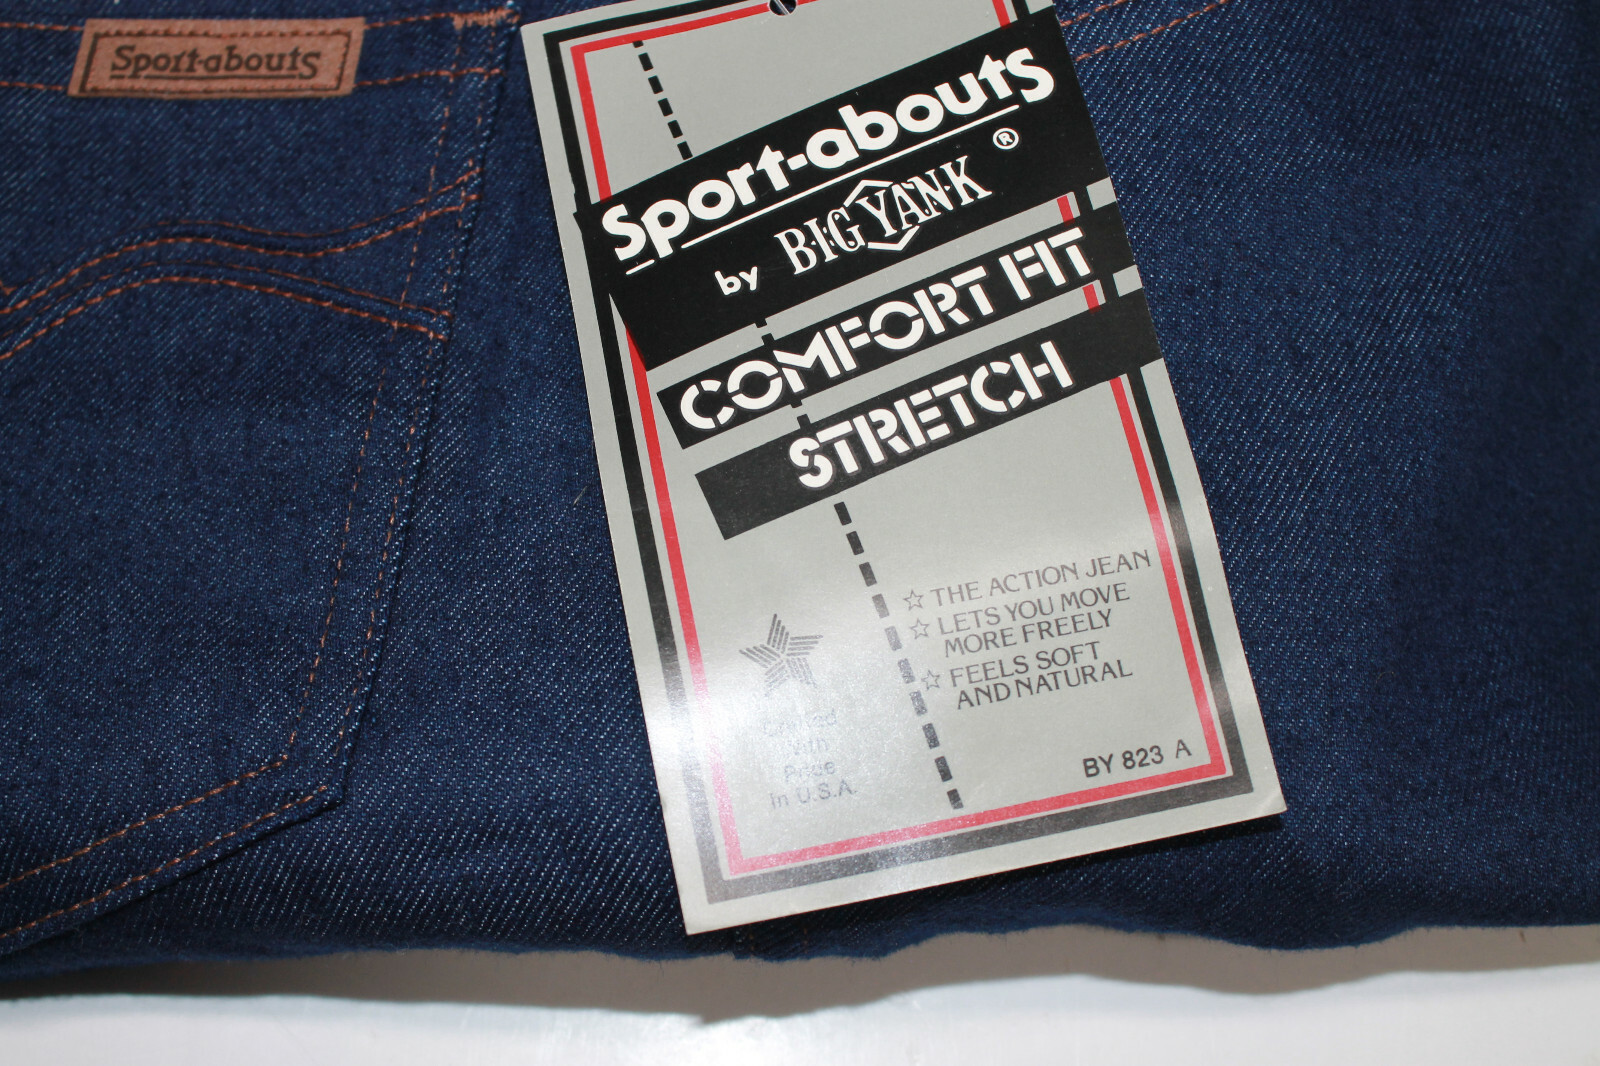 Sport-abouts
Sport-abouts
by BIG YANK ®
COMFORT FIT
STRETCH
☆ THE ACTION JEAN
☆ LETS YOU MOVE
MORE FREELY
☆ FEELS SOFT
AND NATURAL
Crafted
With
Pride
In U.S.A.
BY 823 A